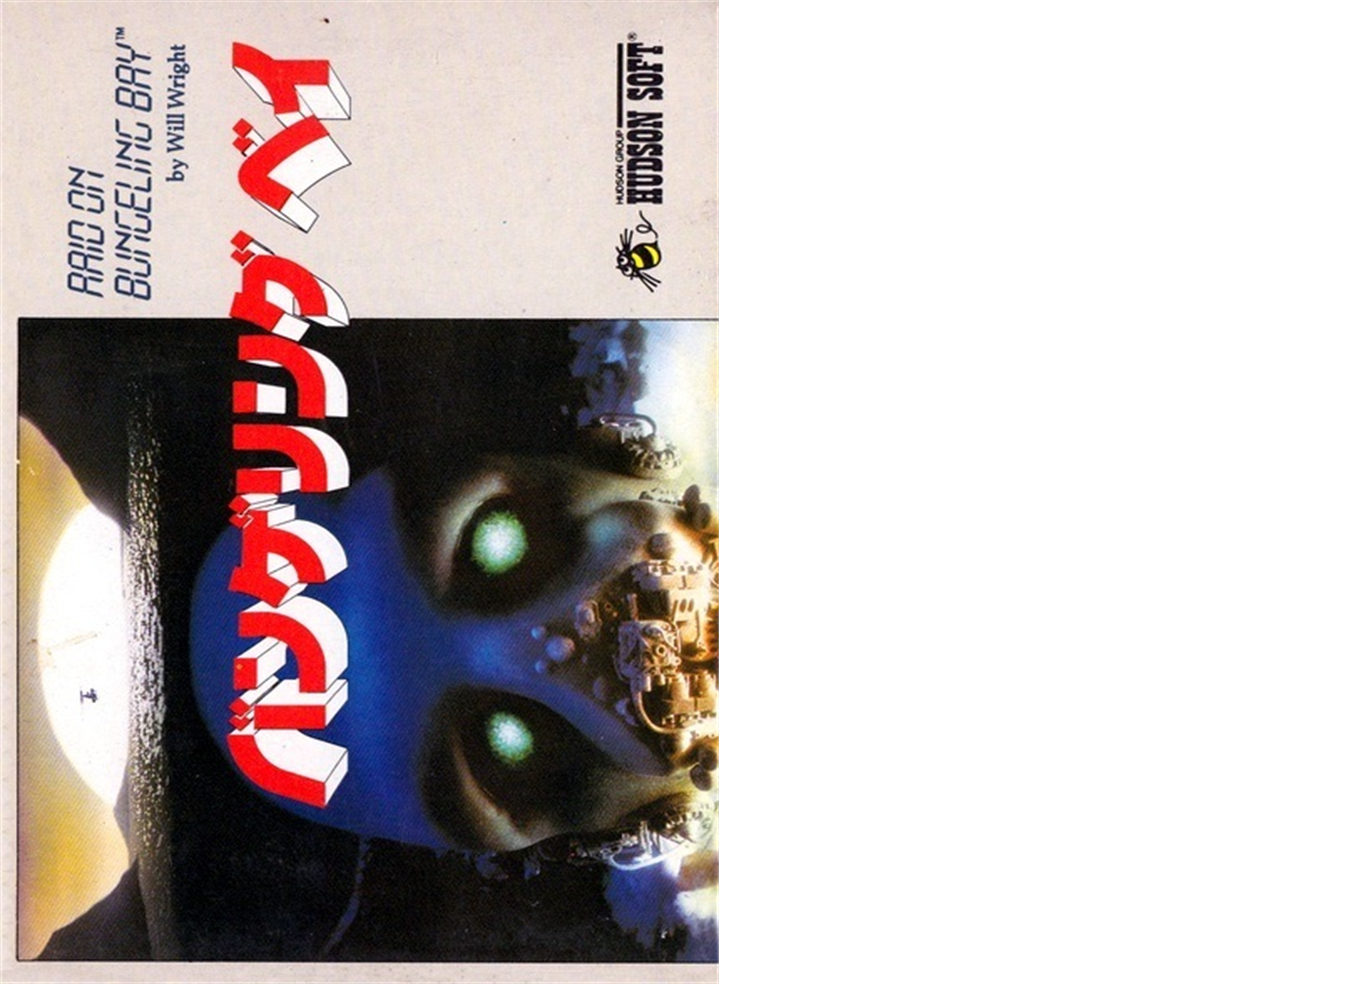 RAID ON
BUNGELING BAY™
by Will Wright
バンゲリング ベイ
HUDSON GROUP
HUDSON SOFT®